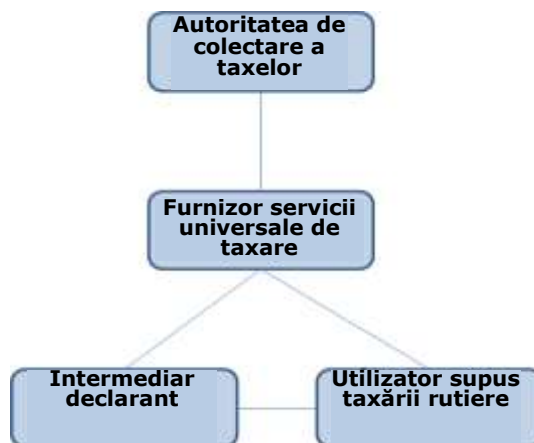 Autoritatea de
colectare a
taxelor
Furnizor servicii
universale de
taxare
Intermediar
declarant
Utilizator supus
taxării rutiere